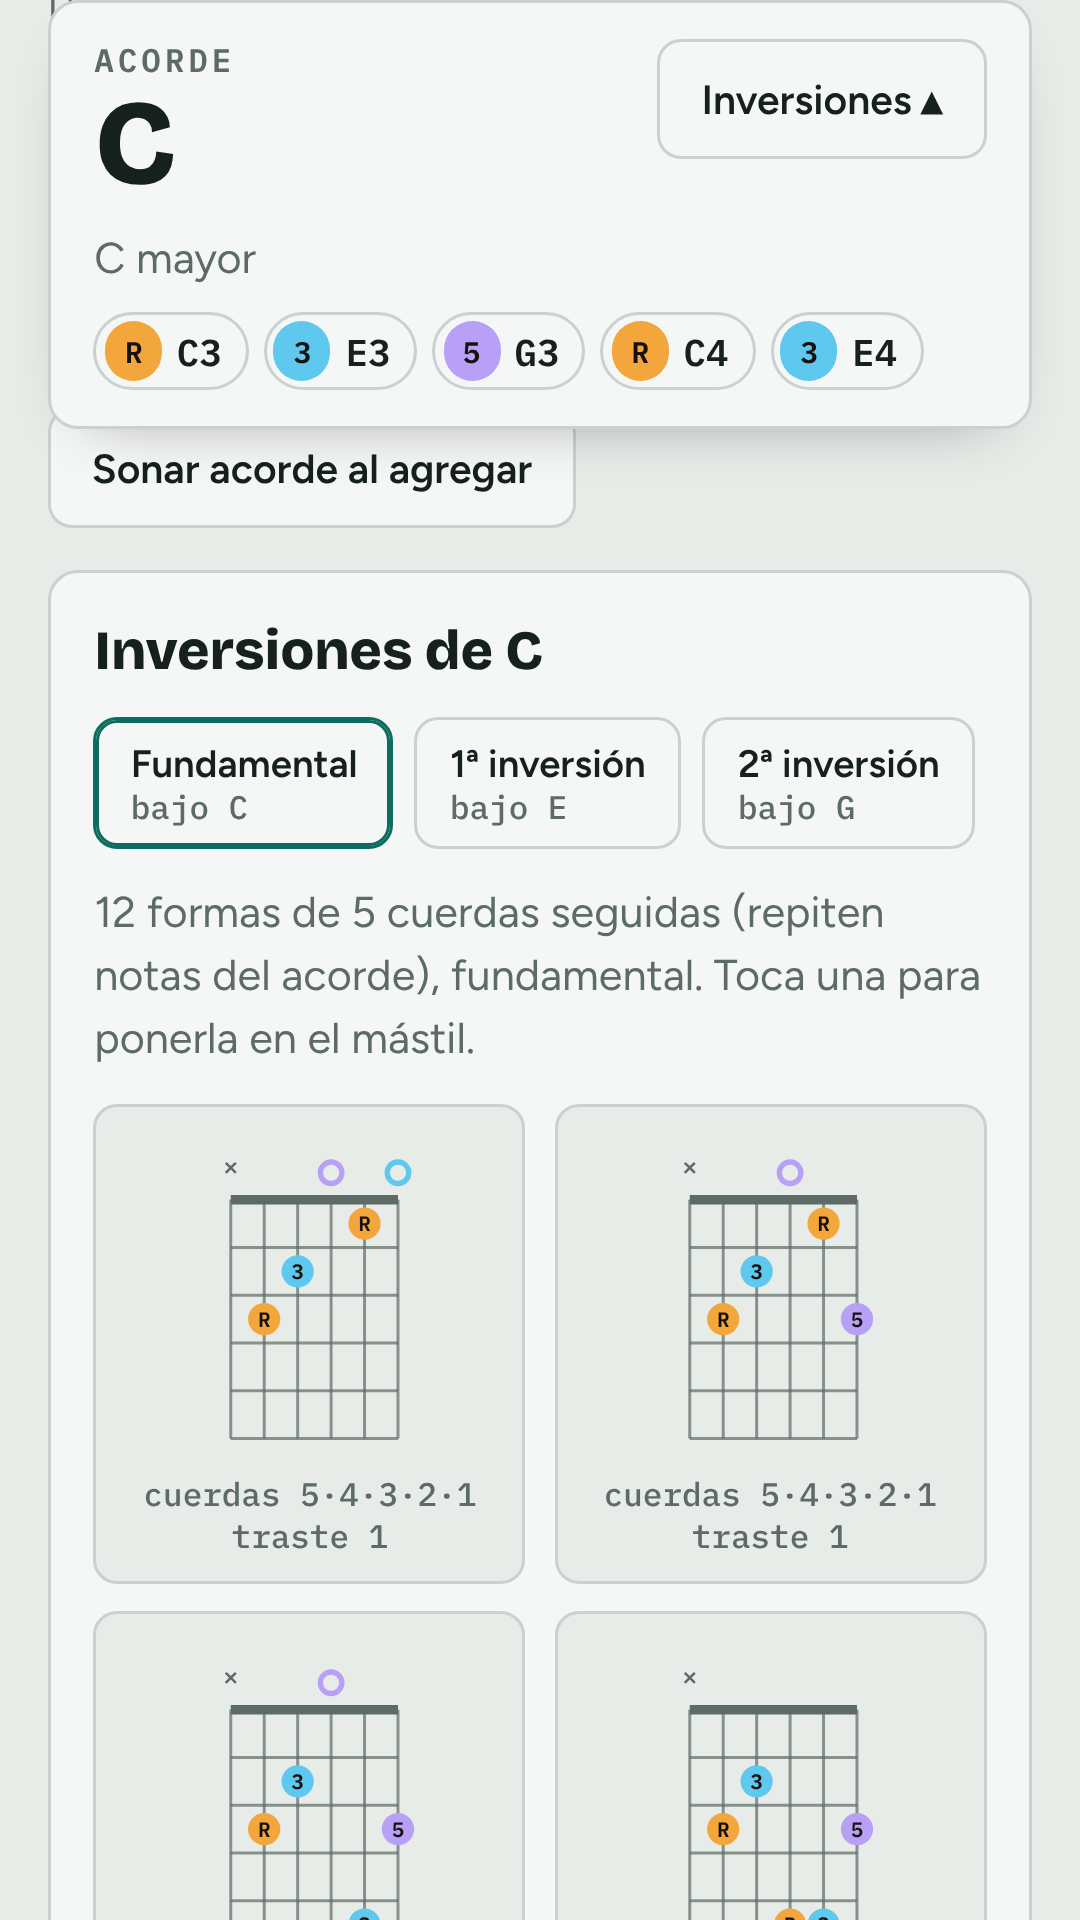 ACORDE
C
Inversiones ▲
C mayor
R C3 3 E3 5 G3 R C4 3 E4
Sonar acorde al agregar
Inversiones de C
Fundamental
bajo C
1ª inversión
bajo E
2ª inversión
bajo G
12 formas de 5 cuerdas seguidas (repiten
notas del acorde), fundamental. Toca una para
ponerla en el mástil.
×
R
3
R
cuerdas 5·4·3·2·1
traste 1
×
R
3
R 5
cuerdas 5·4·3·2·1
traste 1
×
3
R 5
×
3
R 5